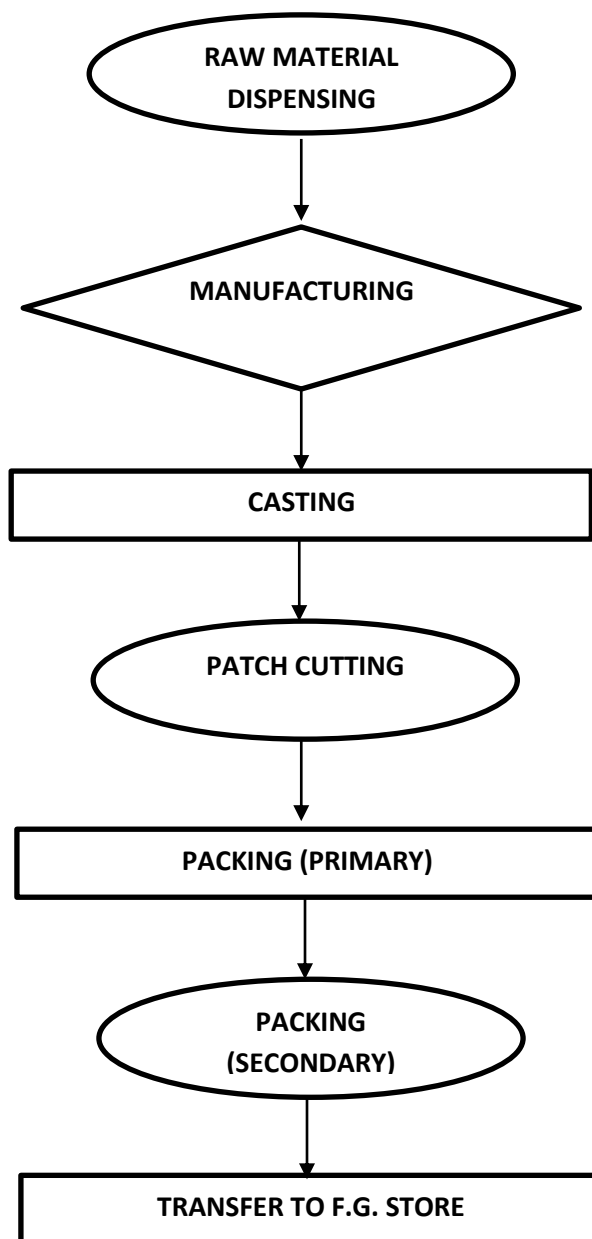 RAW MATERIAL
DISPENSING
MANUFACTURING
CASTING
PATCH CUTTING
PACKING (PRIMARY)
PACKING
(SECONDARY)
TRANSFER TO F.G. STORE